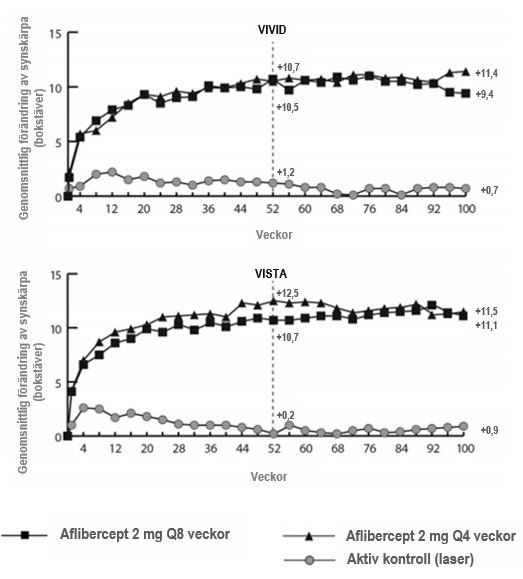 VIVID
Genomsnittlig förändring av synskärpa
(bokstäver)
15
10
5
0
+10,7
+10,5
+1,2
+11,4
+9,4
+0,7
4 12 20 28 36 44 52 60 68 76 84 92 100
Veckor
VISTA
Genomsnittlig förändring av synskärpa
(bokstäver)
15
10
5
0
+12,5
+10,7
+0,2
+11,5
+11,1
+0,9
4 12 20 28 36 44 52 60 68 76 84 92 100
Veckor
Aflibercept 2 mg Q8 veckor
Aflibercept 2 mg Q4 veckor
Aktiv kontroll (laser)